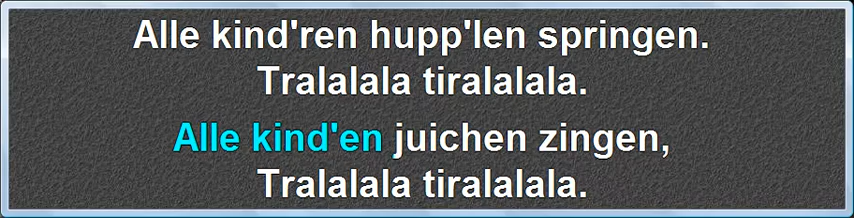 Alle kind'ren hupp'len springen.
Tralalala tiralalala.
Alle kind'en juichen zingen,
Tralalala tiralalala.